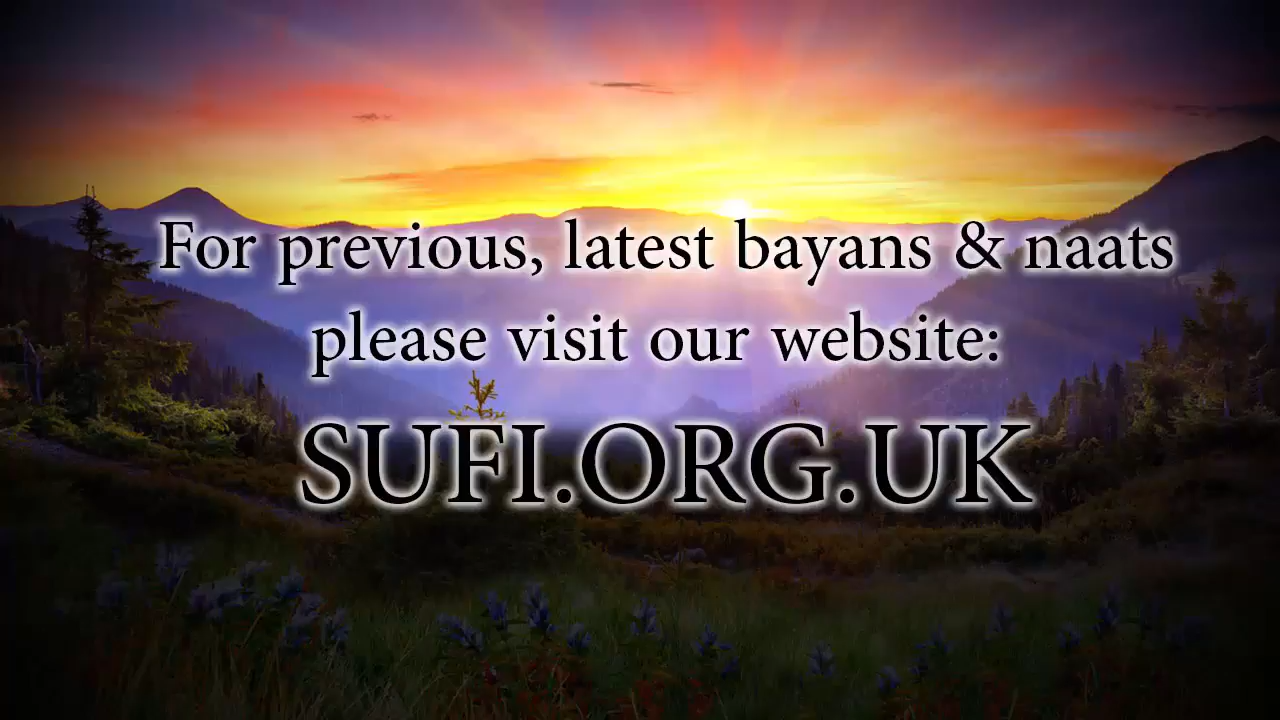 For previous, latest bayans & naats
please visit our website:
SUFI.ORG.UK